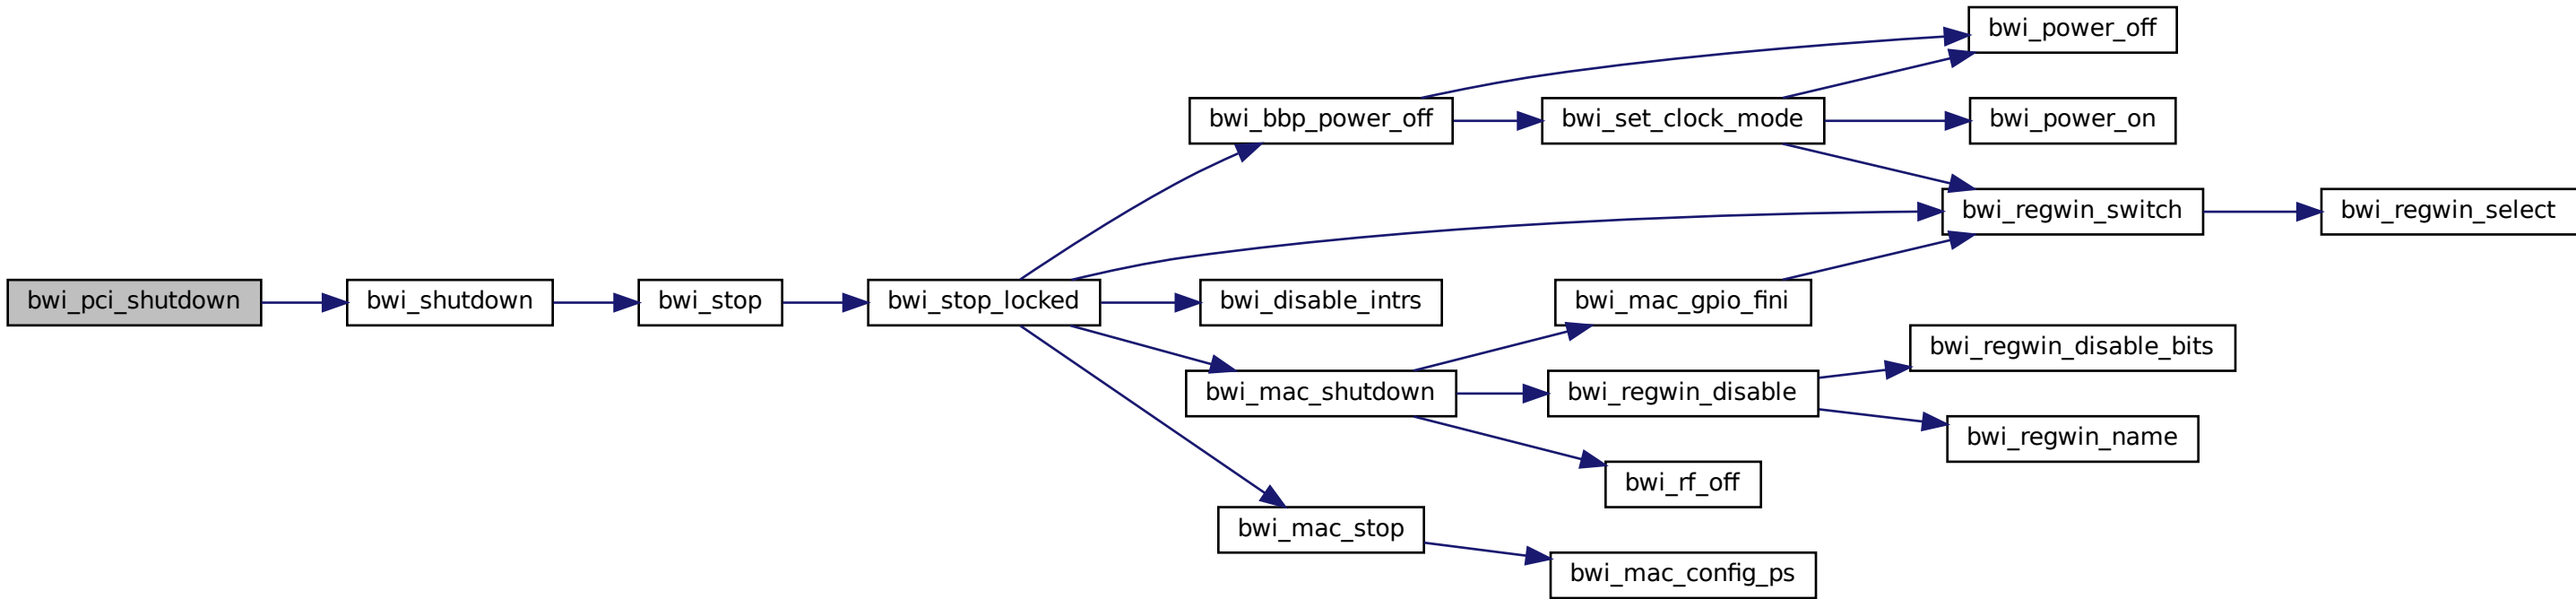 bwi_pci_shutdown
bwi_shutdown
bwi_stop
bwi_stop_locked
bwi_bbp_power_off
bwi_set_clock_mode
bwi_power_off
bwi_power_on
bwi_regwin_switch
bwi_regwin_select
bwi_disable_intrs
bwi_mac_shutdown
bwi_mac_gpio_fini
bwi_regwin_disable
bwi_regwin_disable_bits
bwi_regwin_name
bwi_rf_off
bwi_mac_stop
bwi_mac_config_ps